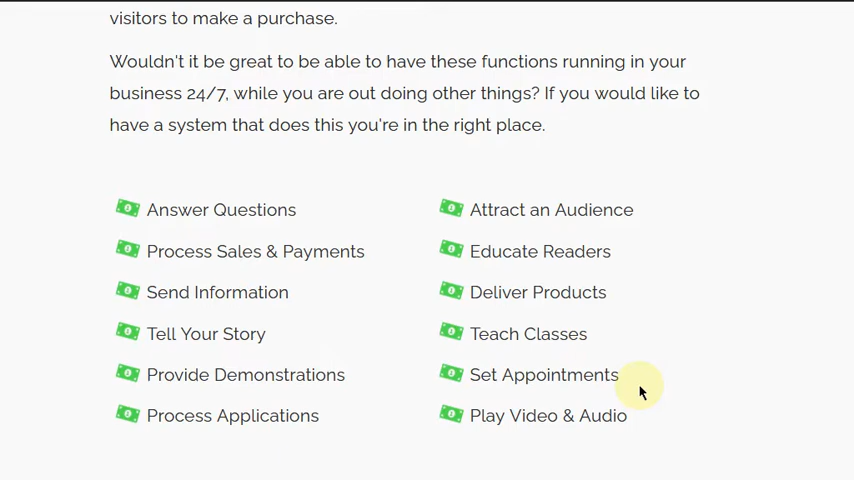 visitors to make a purchase.
Wouldn't it be great to be able to have these functions running in your
business 24/7, while you are out doing other things? If you would like to
have a system that does this you're in the right place.
Answer Questions
Process Sales & Payments
Send Information
Tell Your Story
Provide Demonstrations
Process Applications
Attract an Audience
Educate Readers
Deliver Products
Teach Classes
Set Appointments
Play Video & Audio